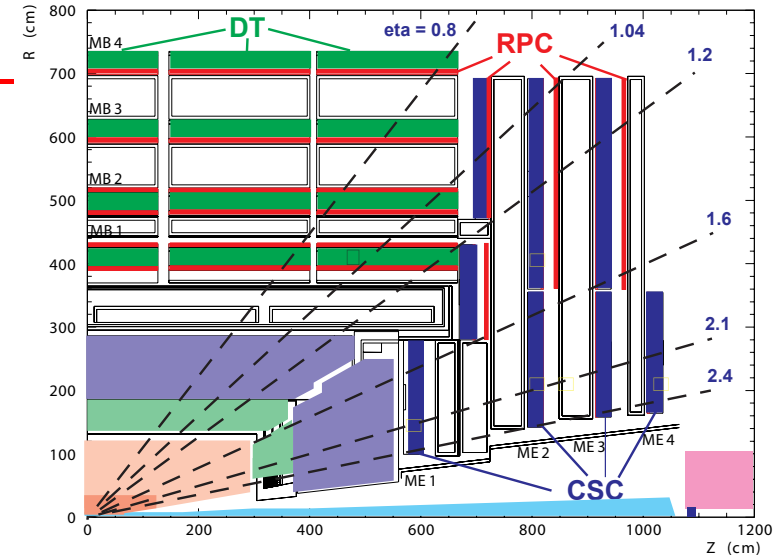 R (cm)
800
700
600
500
400
300
200
100
0
MB 4
MB 3
MB 2
MB 1
DT
eta = 0.8
RPC
1.04
1.2
1.6
2.1
2.4
ME 1
ME 2
ME 3
ME 4
CSC
0
200
400
600
800
1000
1200
Z (cm)